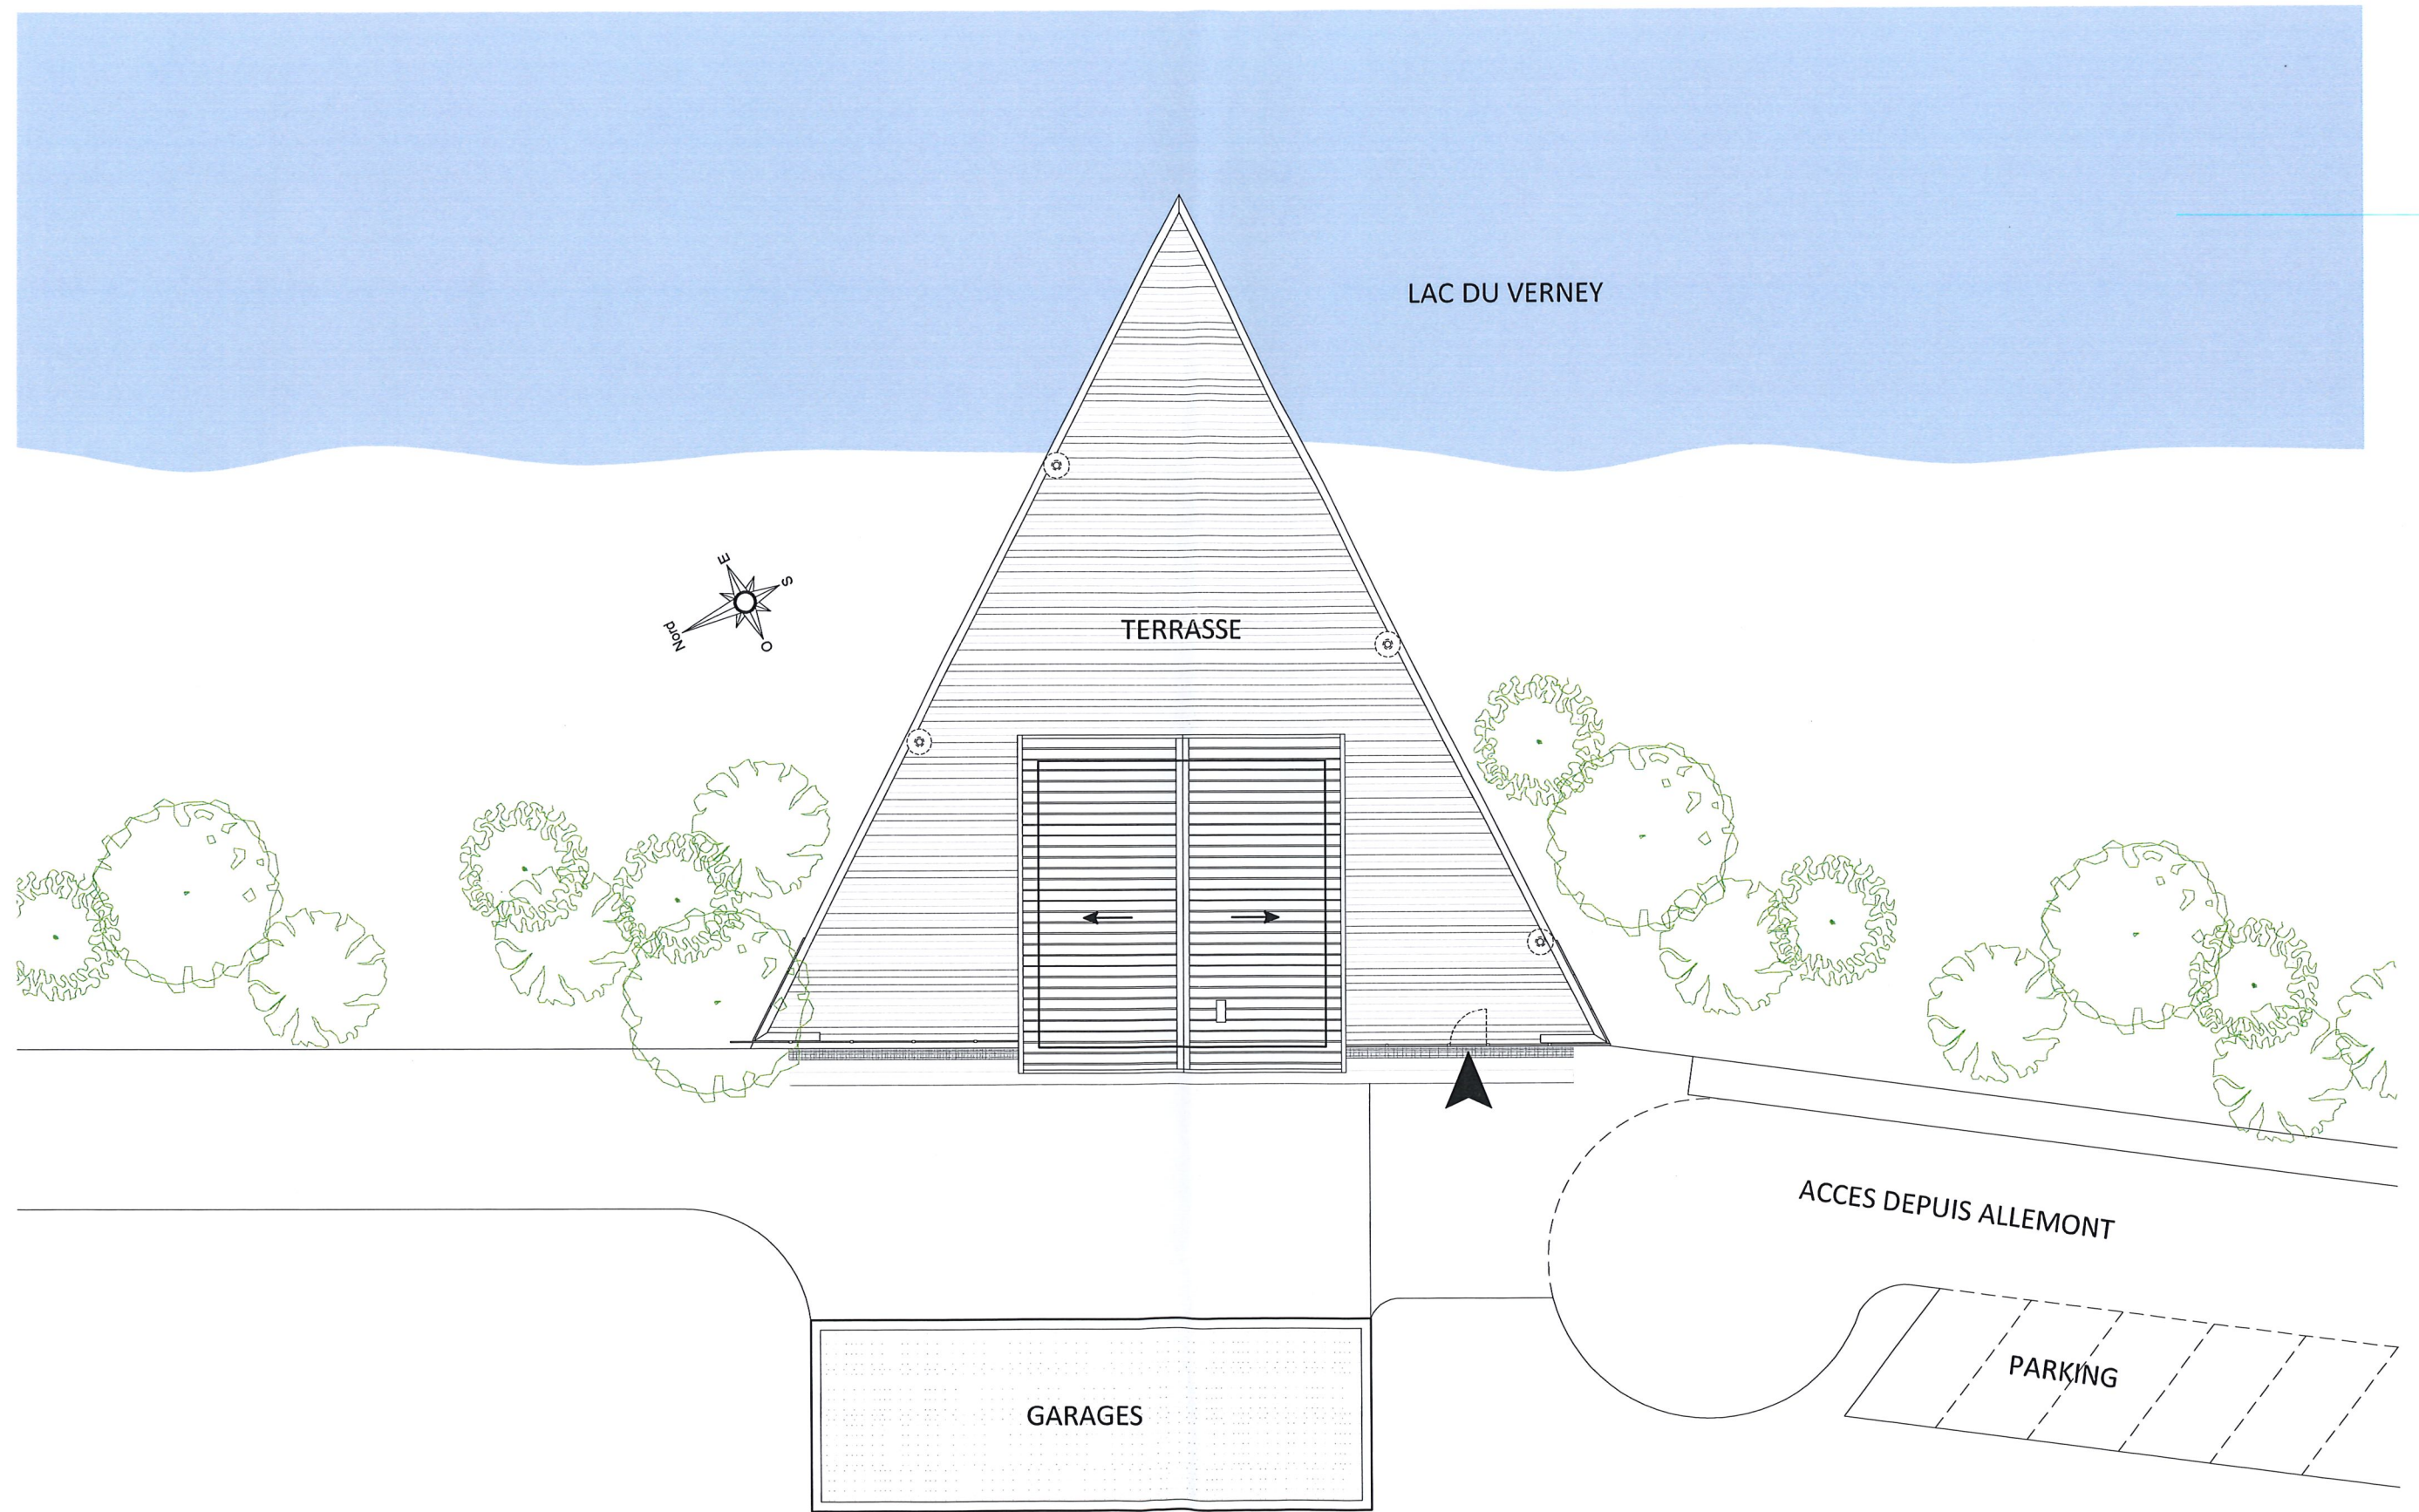 LAC DU VERNEY
E
S
Nord
O
TERRASSE
ACCES DEPUIS ALLEMONT
PARKING
GARAGES